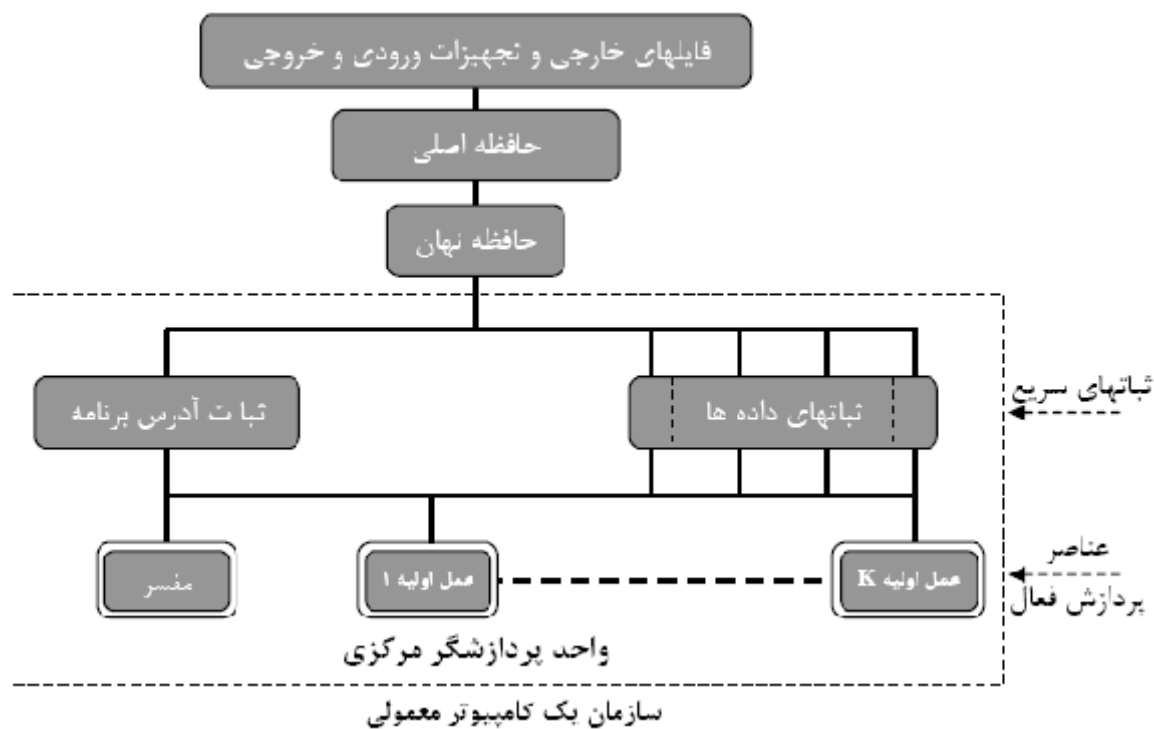 فایلهای خارجی و تجهیزات ورودی و خروجی
حافظه اصلی
حافظه نهان
ثبا ت آدرس برنامه
ثباتهای داده ها
ثباتهای سریع
مفسر
عمل اولیه ۱
عمل اولیه K
عناصر
پردازش فعال
واحد پردازشگر مرکزی
سازمان یک کامپیوتر معمولی